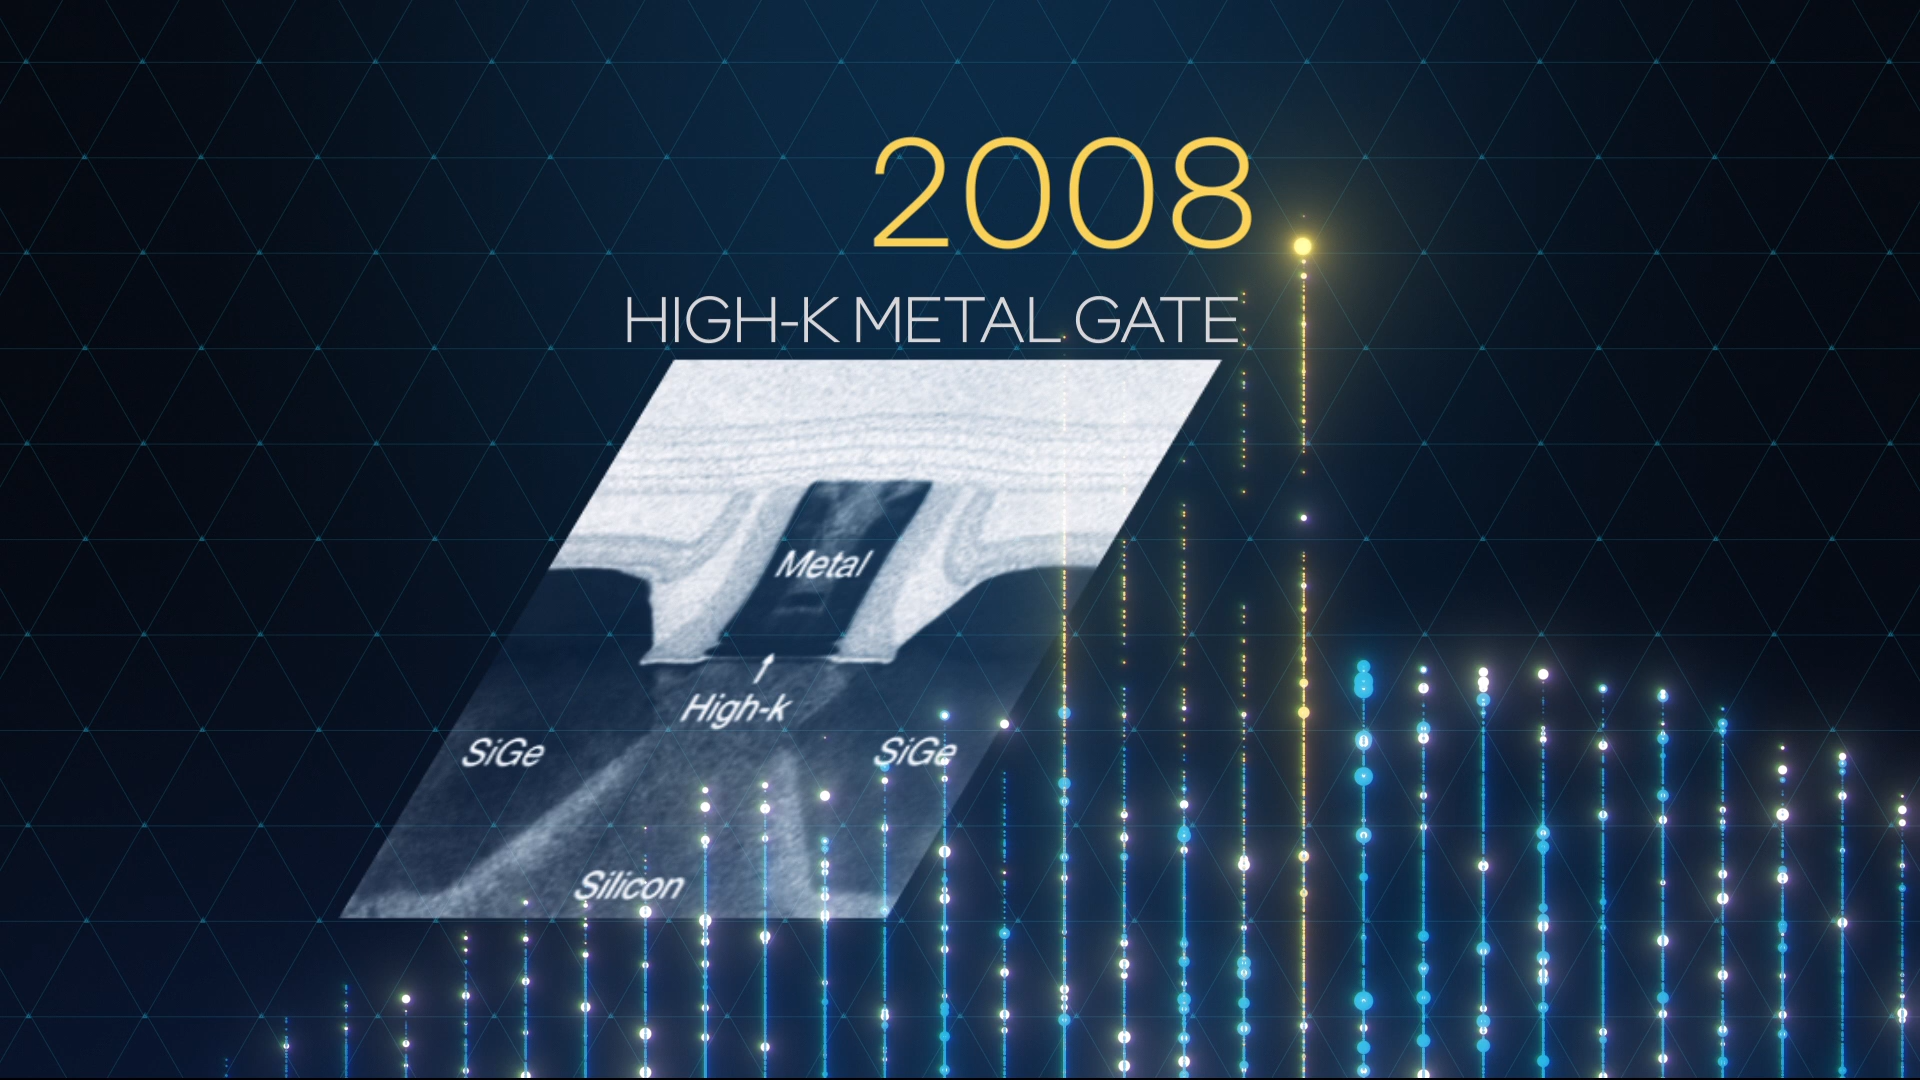 2008
HIGH-K METAL GATE
Metal
High-k
SiGe
SiGe
Silicon